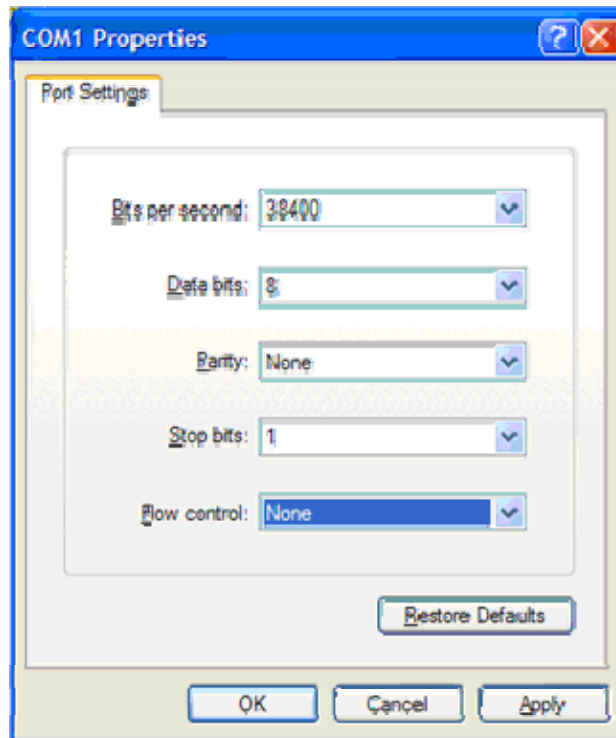 COM1 Properties
Port Settings
Bits per second: 38400
Data bits: 8
Parity: None
Stop bits: 1
Flow control: None
Restore Defaults
OK Cancel Apply